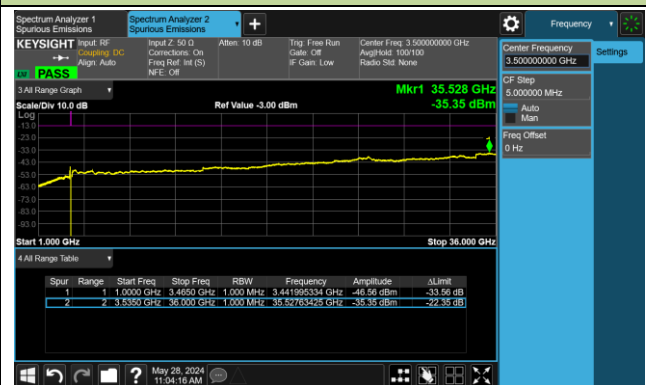 Spectrum Analyzer 1
Spurious Emissions
Spectrum Analyzer 2
Spurious Emissions
Frequency
KEYSIGHT
Input: RF
Coupling: DC
Align: Auto
Input Z: 50 Ω
Corrections: On
Freq Ref: Int (S)
NFE: Off
Atten: 10 dB
Trig: Free Run
Gate: Off
IF Gain: Low
Center Freq: 3.500000000 GHz
Avg|Hold: 100/100
Radio Std: None
PASS
Center Frequency
3.500000000 GHz
Settings
CF Step
5.000000 MHz
Auto
Man
Freq Offset
0 Hz
3 All Range Graph
Mkr1 35.528 GHz
-35.35 dBm
Scale/Div 10.0 dB
Ref Value -3.00 dBm
Log
-13.0
-23.0
-33.0
-43.0
-53.0
-63.0
-73.0
-83.0
-93.0
1
Start 1.000 GHz
Stop 36.000 GHz
4 All Range Table
Spur Range Start Freq Stop Freq RBW Frequency Amplitude ΔLimit
1 1 1.0000 GHz 3.4650 GHz 1.000 MHz 3.441995334 GHz -46.56 dBm -33.56 dB
2 2 3.5350 GHz 36.000 GHz 1.000 MHz 35.52763425 GHz -35.35 dBm -22.35 dB
?
May 28, 2024
11:04:16 AM